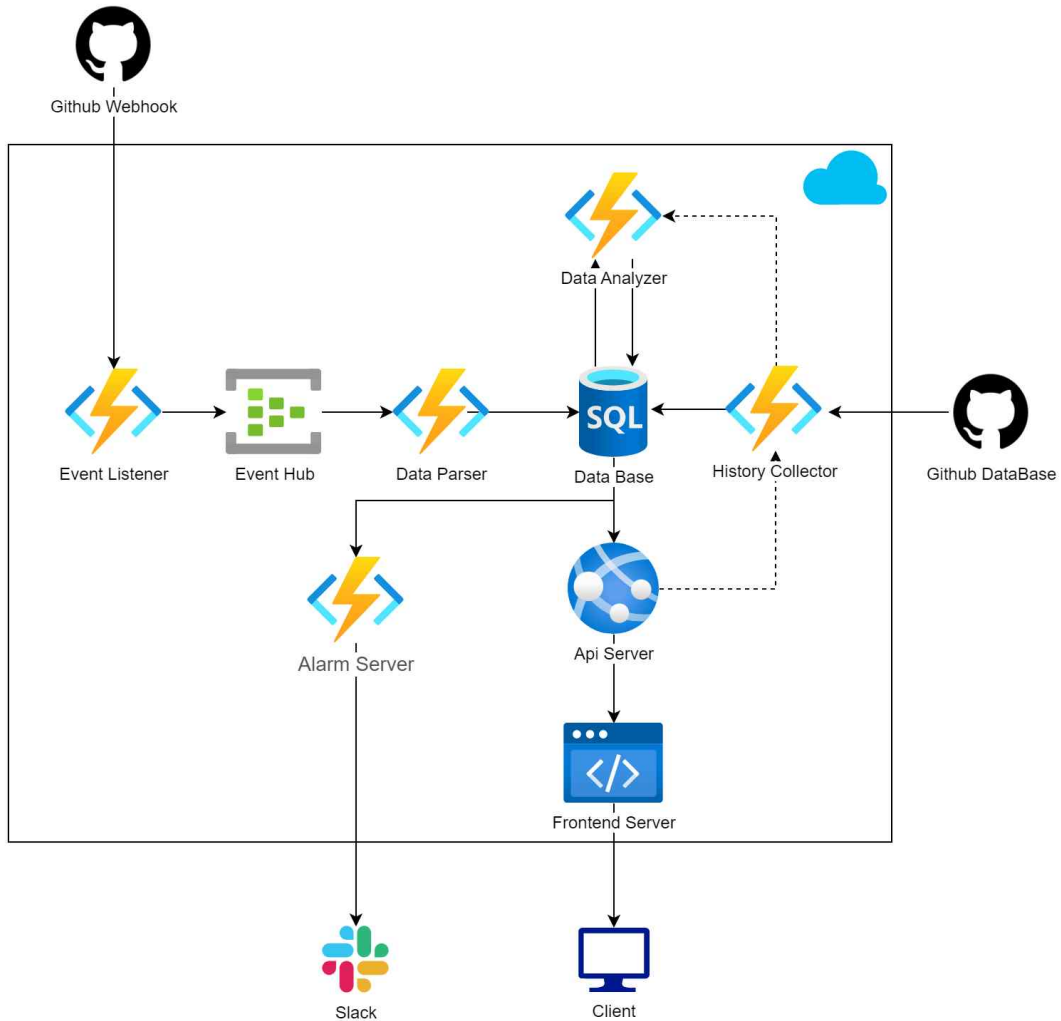 Github Webhook
Data Analyzer
SQL
Event Listener
Event Hub
Data Parser
Data Base
History Collector
Github DataBase
Alarm Server
Api Server
</>
Frontend Server
Slack
Client